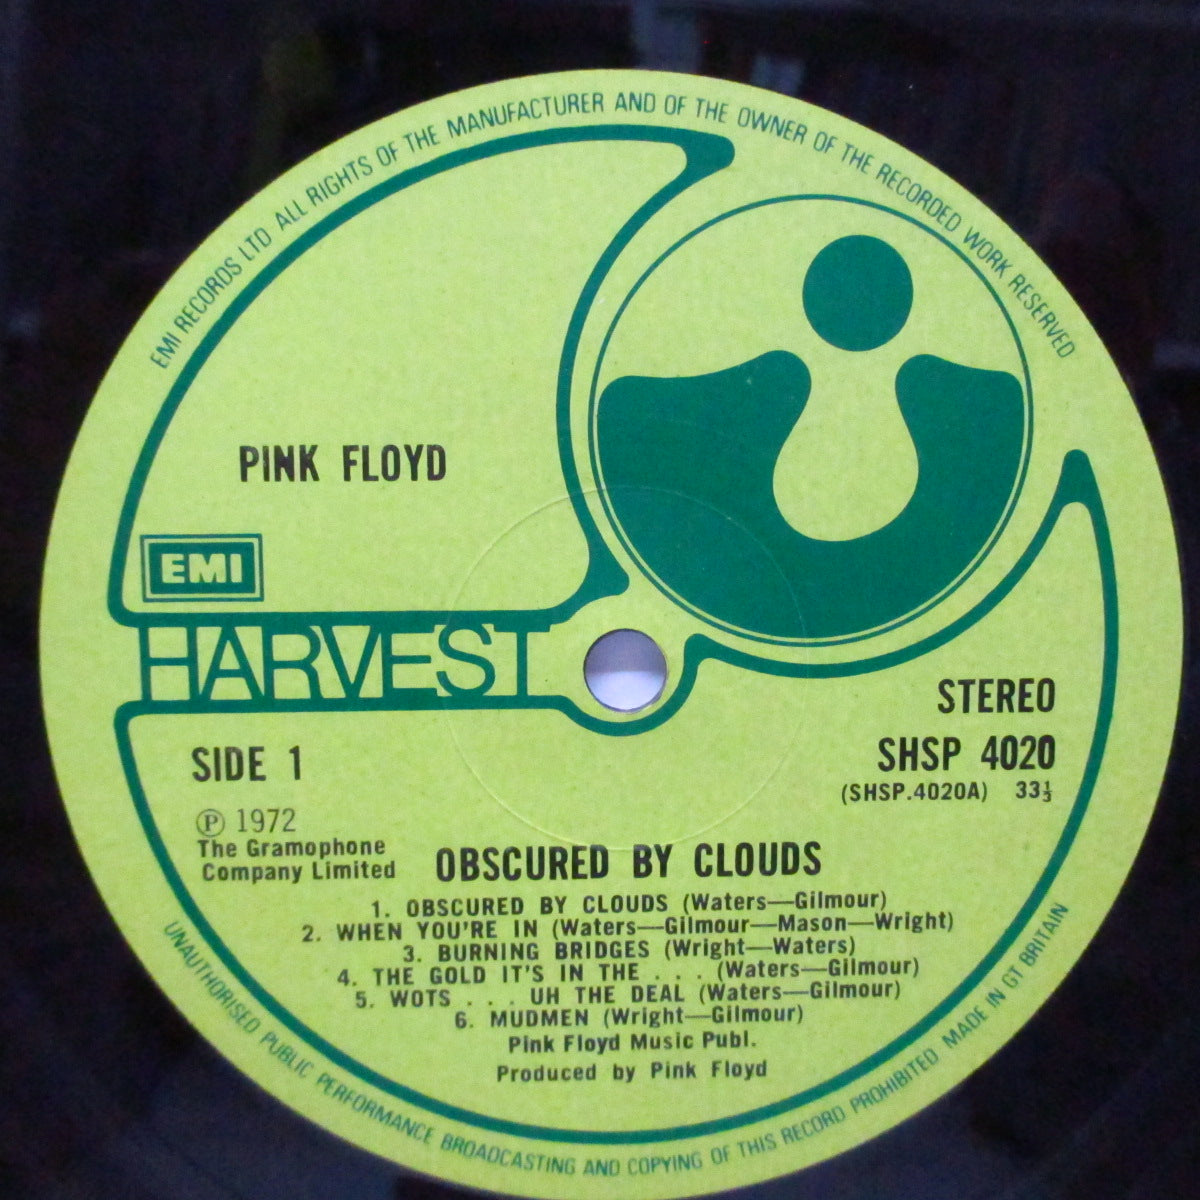 EMI RECORDS LTD ALL RIGHTS OF THE MANUFACTURER AND OF THE OWNER OF THE RECORDED WORK RESERVED
PINK FLOYD
EMI
HARVEST
STEREO
SIDE 1
SHSP 4020
(SHSP.4020A) 33⅓
Ⓟ 1972
The Gramophone
Company Limited
OBSCURED BY CLOUDS
1. OBSCURED BY CLOUDS (Waters—Gilmour)
2. WHEN YOU'RE IN (Waters—Gilmour—Mason—Wright)
3. BURNING BRIDGES (Wright—Waters)
4. THE GOLD IT'S IN THE . . . (Waters—Gilmour)
5. WOTS . . . UH THE DEAL (Waters—Gilmour)
6. MUDMEN (Wright—Gilmour)
Pink Floyd Music Publ.
Produced by Pink Floyd
UNAUTHORISED PUBLIC PERFORMANCE BROADCASTING AND COPYING OF THIS RECORD PROHIBITED MADE IN GT BRITAIN